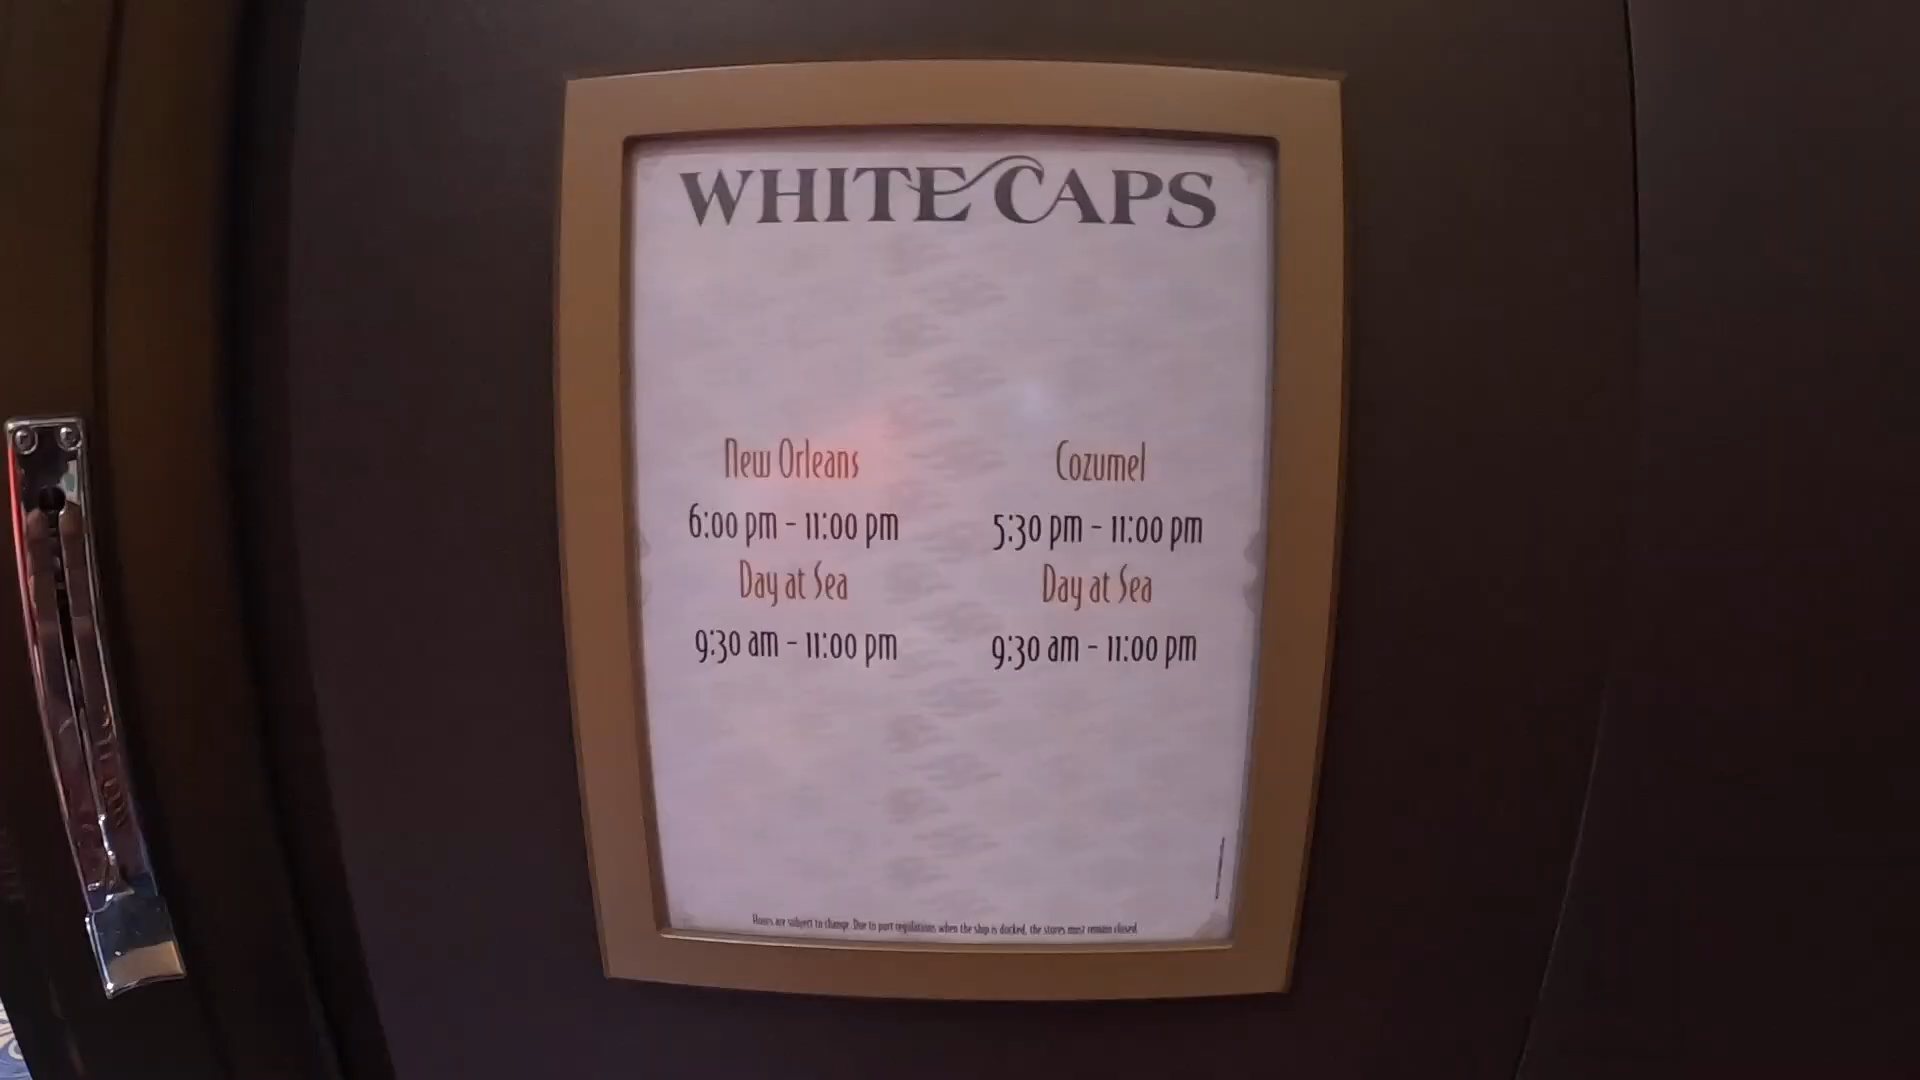 WHITE CAPS
New Orleans
6:00 pm - 11:00 pm
Day at Sea
9:30 am - 11:00 pm
Cozumel
5:30 pm - 11:00 pm
Day at Sea
9:30 am - 11:00 pm
Hours are subject to change. Due to port regulations when the ship is docked, the stores must remain closed.